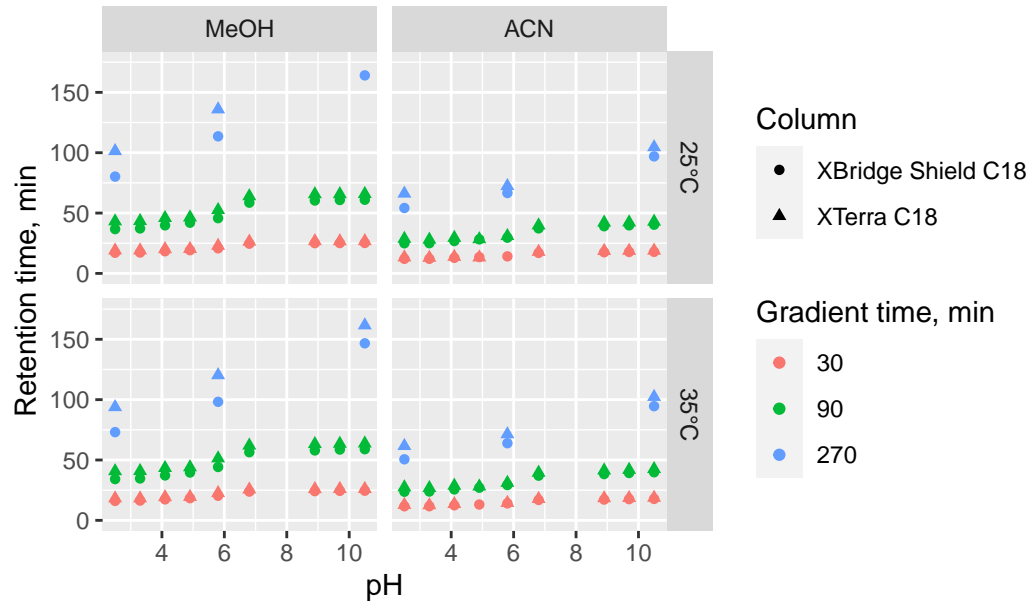 MeOH
ACN
150
100
50
0
25°C
150
100
50
0
35°C
4
6
8
10
4
6
8
10
pH
Retention time, min
Column
XBridge Shield C18
XTerra C18
Gradient time, min
30
90
270